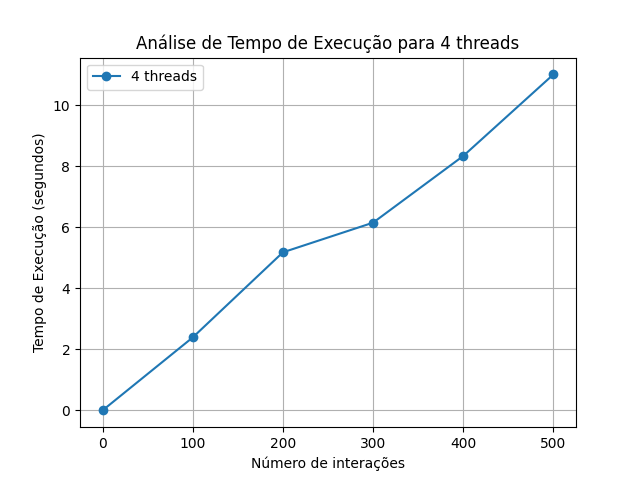 Análise de Tempo de Execução para 4 threads
4 threads
Tempo de Execução (segundos)
10
8
6
4
2
0
0 100 200 300 400 500
Número de interações